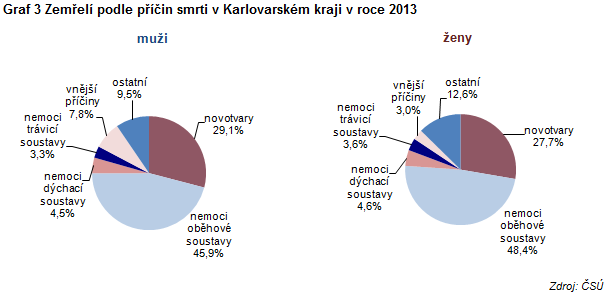 Graf 3 Zemřelí podle příčin smrti v Karlovarském kraji v roce 2013
muži
ostatní
9,5%
vnější
příčiny
7,8%
nemoci
trávicí
soustavy
3,3%
nemoci
dýchací
soustavy
4,5%
novotvary
29,1%
nemoci
oběhové
soustavy
45,9%
ženy
ostatní
12,6%
vnější
příčiny
3,0%
nemoci
trávicí
soustavy
3,6%
nemoci
dýchací
soustavy
4,6%
novotvary
27,7%
nemoci
oběhové
soustavy
48,4%
Zdroj: ČSÚ